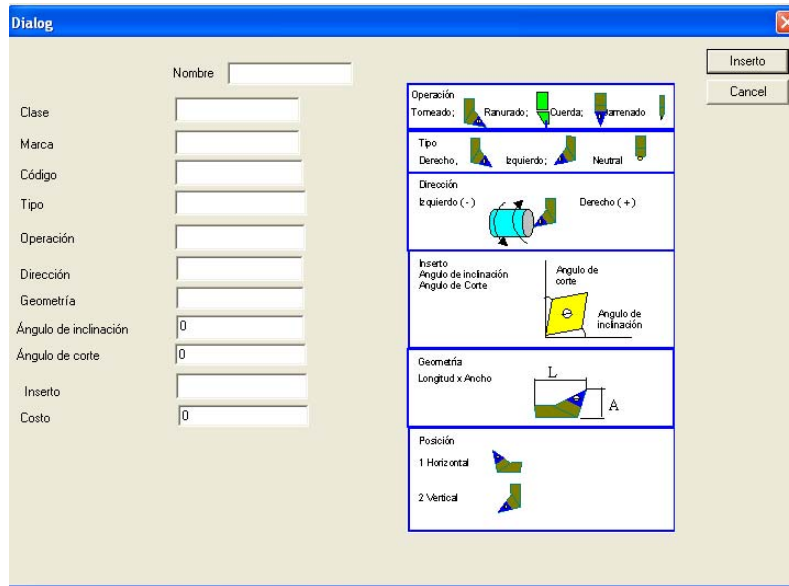 Dialog
Nombre
Clase
Marca
Código
Tipo
Operación
Dirección
Geometría
Ángulo de inclinación 0
Ángulo de corte 0
Inserto
Costo 0
Operación
Torneado; Ranurado; Cuerda; Barrenado
Tipo
Derecho, Izquierdo; Neutral
Dirección
Izquierdo ( - ) Derecho ( + )
Inserto
Angulo de inclinación
Angulo de Corte
Angulo de
corte
Angulo de
inclinación
Geometría
Longitud x Ancho
L
A
Posición
1 Horizontal
2 Vertical
Inserto
Cancel